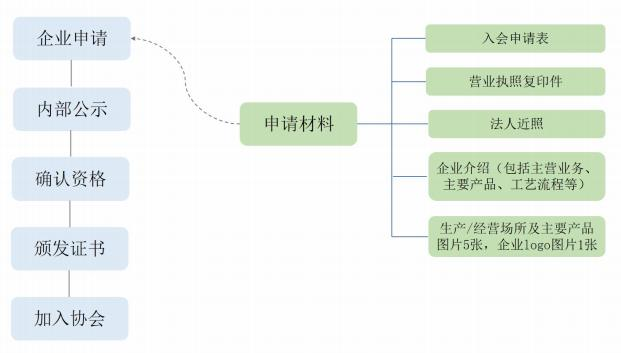 企业申请
内部公示
确认资格
颁发证书
加入协会
申请材料
入会申请表
营业执照复印件
法人近照
企业介绍（包括主营业务、
主要产品、工艺流程等）
生产/经营场所及主要产品
图片5张，企业logo图片1张